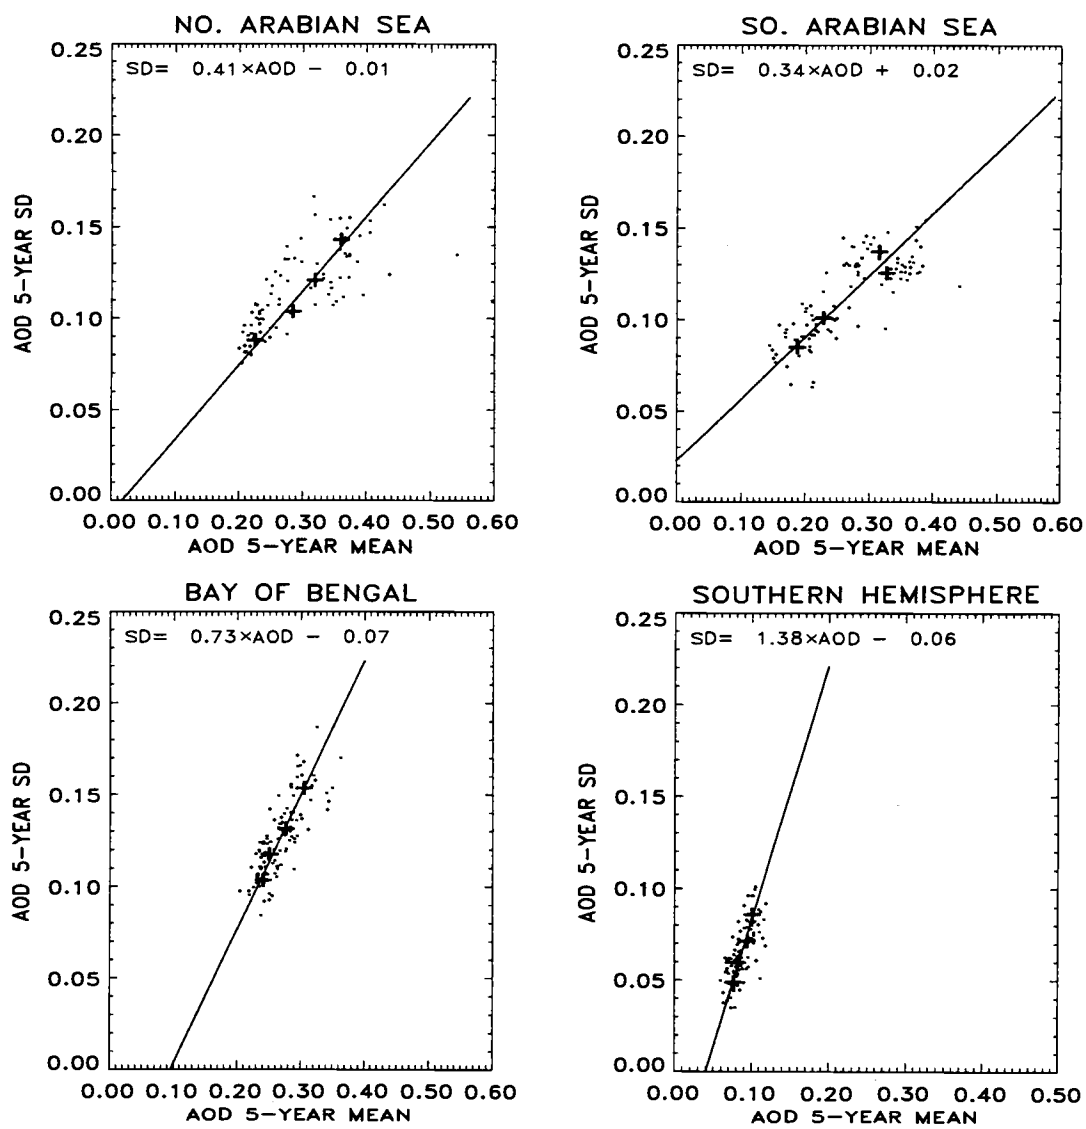 NO. ARABIAN SEA
SD= 0.41×AOD − 0.01
0.25
0.20
0.15
0.10
0.05
0.00
AOD 5−YEAR SD
0.00 0.10 0.20 0.30 0.40 0.50 0.60
AOD 5−YEAR MEAN
SO. ARABIAN SEA
SD= 0.34×AOD + 0.02
0.25
0.20
0.15
0.10
0.05
0.00
AOD 5−YEAR SD
0.00 0.10 0.20 0.30 0.40 0.50 0.60
AOD 5−YEAR MEAN
BAY OF BENGAL
SD= 0.73×AOD − 0.07
0.25
0.20
0.15
0.10
0.05
0.00
AOD 5−YEAR SD
0.00 0.10 0.20 0.30 0.40 0.50 0.60
AOD 5−YEAR MEAN
SOUTHERN HEMISPHERE
SD= 1.38×AOD − 0.06
0.25
0.20
0.15
0.10
0.05
0.00
AOD 5−YEAR SD
0.00 0.10 0.20 0.30 0.40 0.50
AOD 5−YEAR MEAN